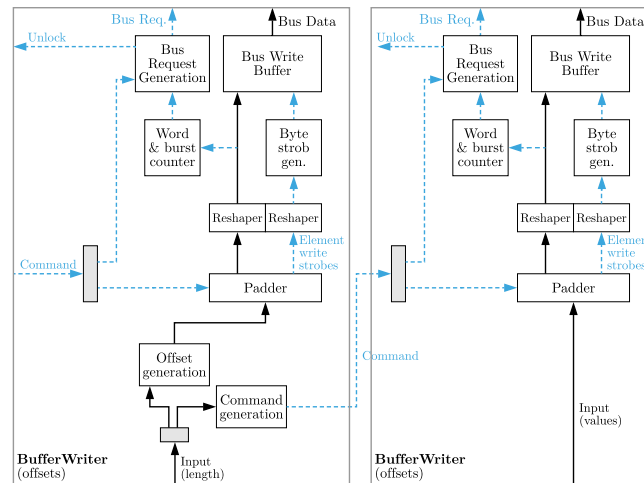 Bus Req.
Bus Data
Unlock
Bus
Request
Generation
Bus Write
Buffer
Word
& burst
counter
Byte
strob
gen.
Reshaper
Reshaper
Element
write
strobes
Command
Padder
Offset
generation
Command
generation
Input
(length)
BufferWriter
(offsets)
Bus Req.
Bus Data
Unlock
Bus
Request
Generation
Bus Write
Buffer
Word
& burst
counter
Byte
strob
gen.
Reshaper
Reshaper
Element
write
strobes
Padder
Command
Input
(values)
BufferWriter
(offsets)